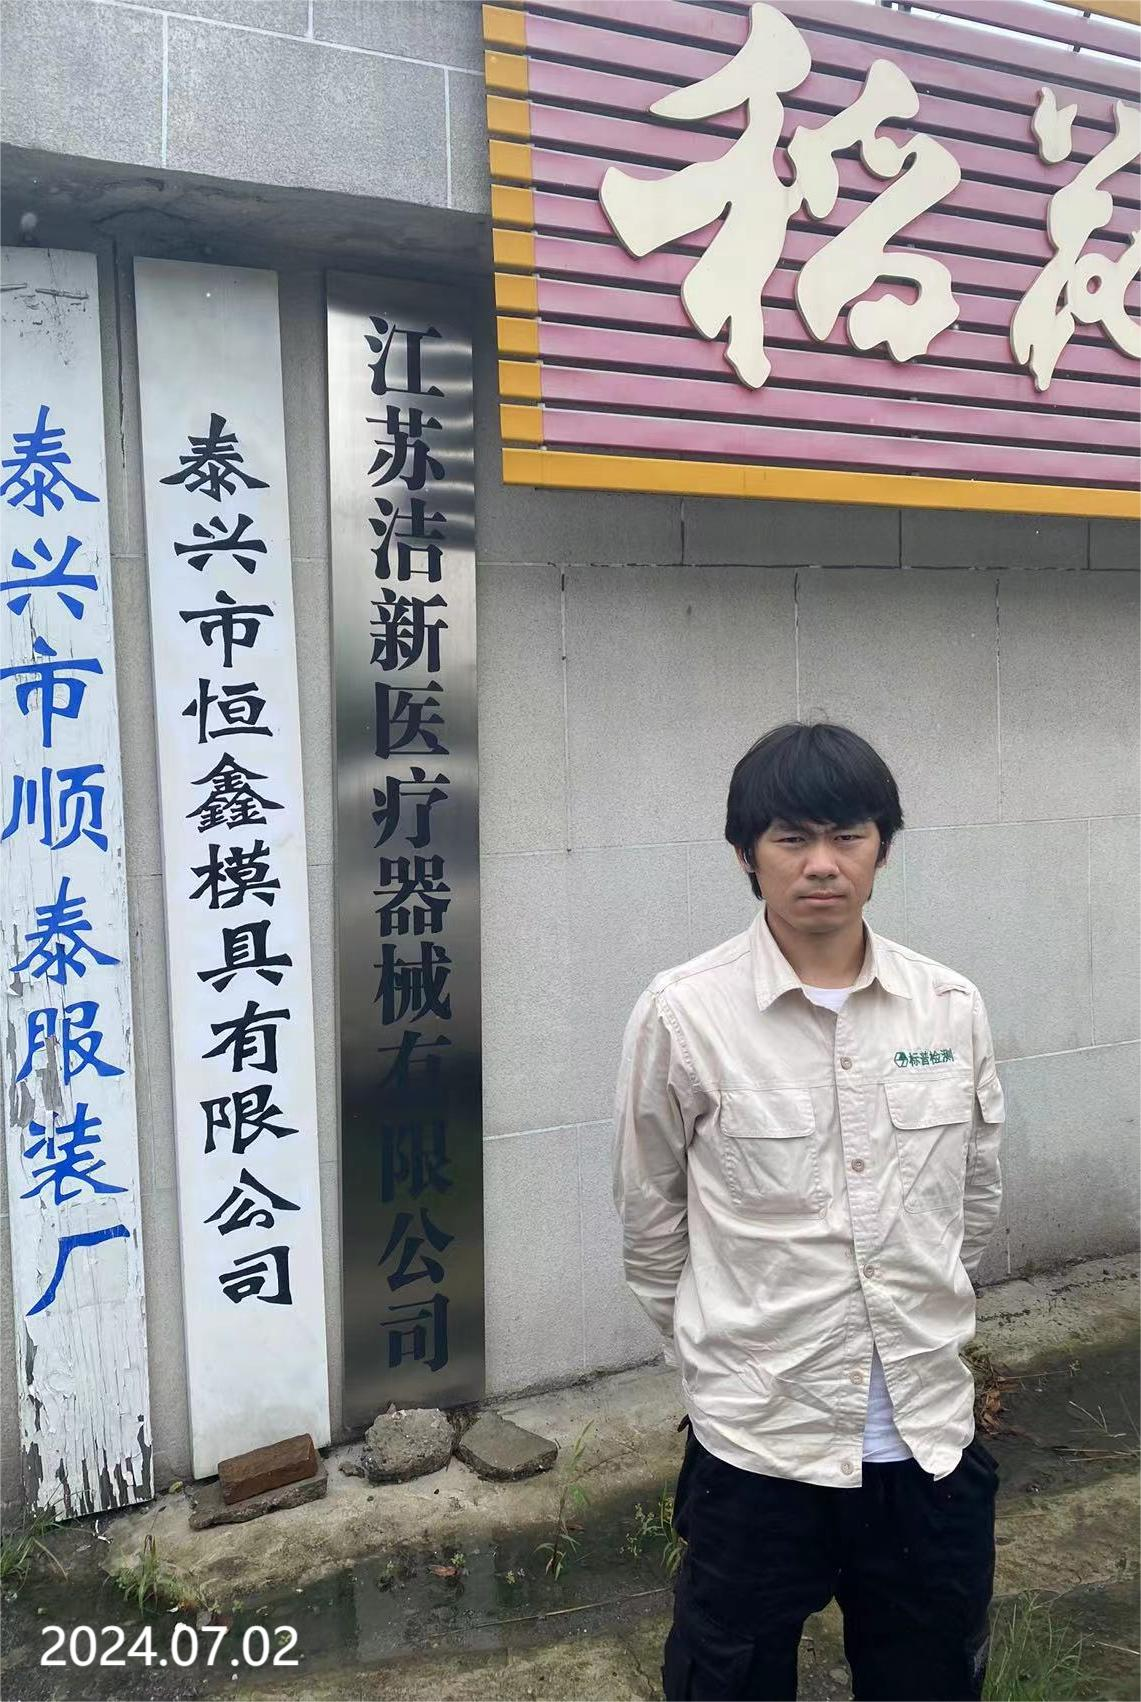 稻
泰兴市顺泰服装厂
泰兴市恒鑫模具有限公司
江苏洁新医疗器械有限公司
标普检测
2024.07.02